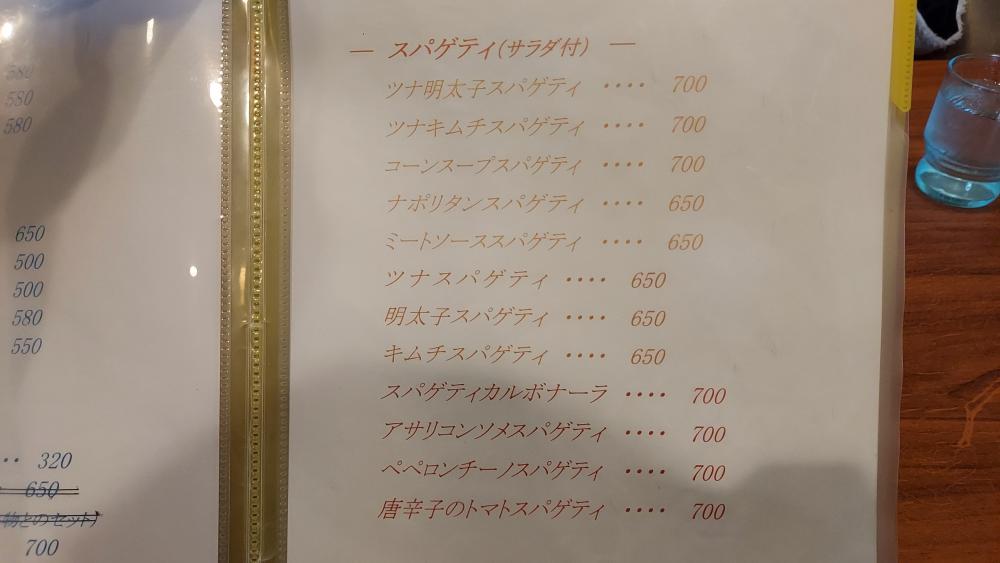 580
580
580
650
500
500
580
550
‥ 320
650
物とのセット)
700
― スパゲティ(サラダ付) ―
ツナ明太子スパゲティ ‥‥ 700
ツナキムチスパゲティ ‥‥ 700
コーンスープスパゲティ ‥‥ 700
ナポリタンスパゲティ ‥‥ 650
ミートソーススパゲティ ‥‥ 650
ツナスパゲティ ‥‥ 650
明太子スパゲティ ‥‥ 650
キムチスパゲティ ‥‥ 650
スパゲティカルボナーラ ‥‥ 700
アサリコンソメスパゲティ ‥‥ 700
ペペロンチーノスパゲティ ‥‥ 700
唐辛子のトマトスパゲティ ‥‥ 700